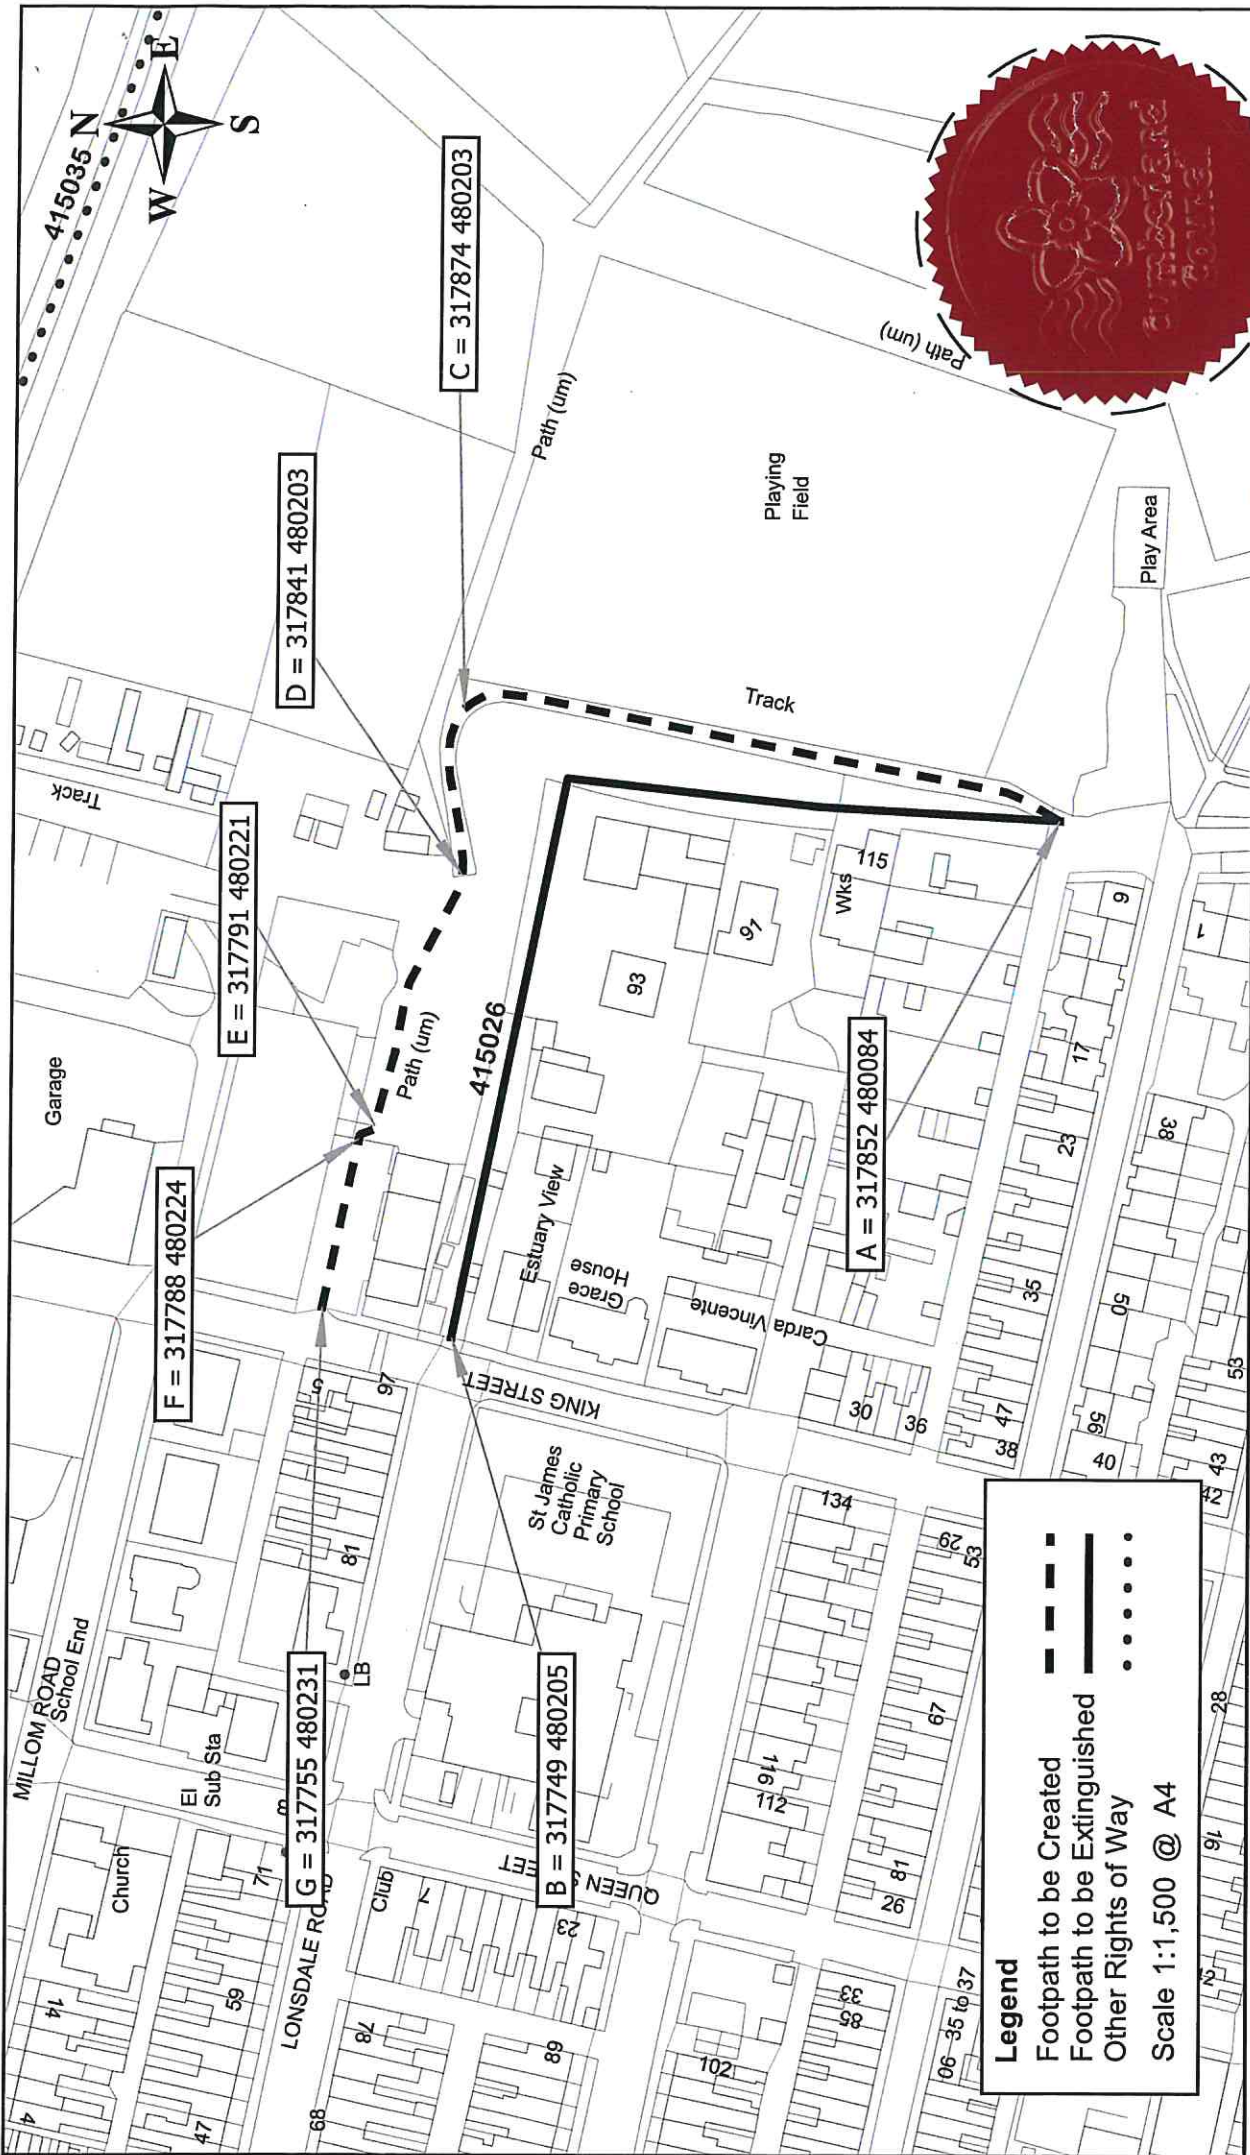 415035
N
E
S
W
C = 317874 480203
D = 317841 480203
E = 317791 480221
F = 317788 480224
G = 317755 480231
B = 317749 480205
A = 317852 480084
415026
Garage
Track
Path (um)
Path (um)
Path (um)
Track
Playing
Field
Play Area
MILLOM ROAD
School End
Church
El
Sub Sta
LB
LONSDALE
Club
KING STREET
QUEEN
St James
Catholic
Primary
School
Estuary View
Grace
House
Carda Vincente
Wks
115
91
93
97
5
81
71
59
47
14
4
68
78
7
23
89
102
112
116
134
30
36
38
47
35
23
17
9
1
38
50
56
40
53
43
42
29
53
67
81
26
33
85
35 to 37
28
16
cumberland
Council
Legend
Footpath to be Created
Footpath to be Extinguished
Other Rights of Way
Scale 1:1,500 @ A4